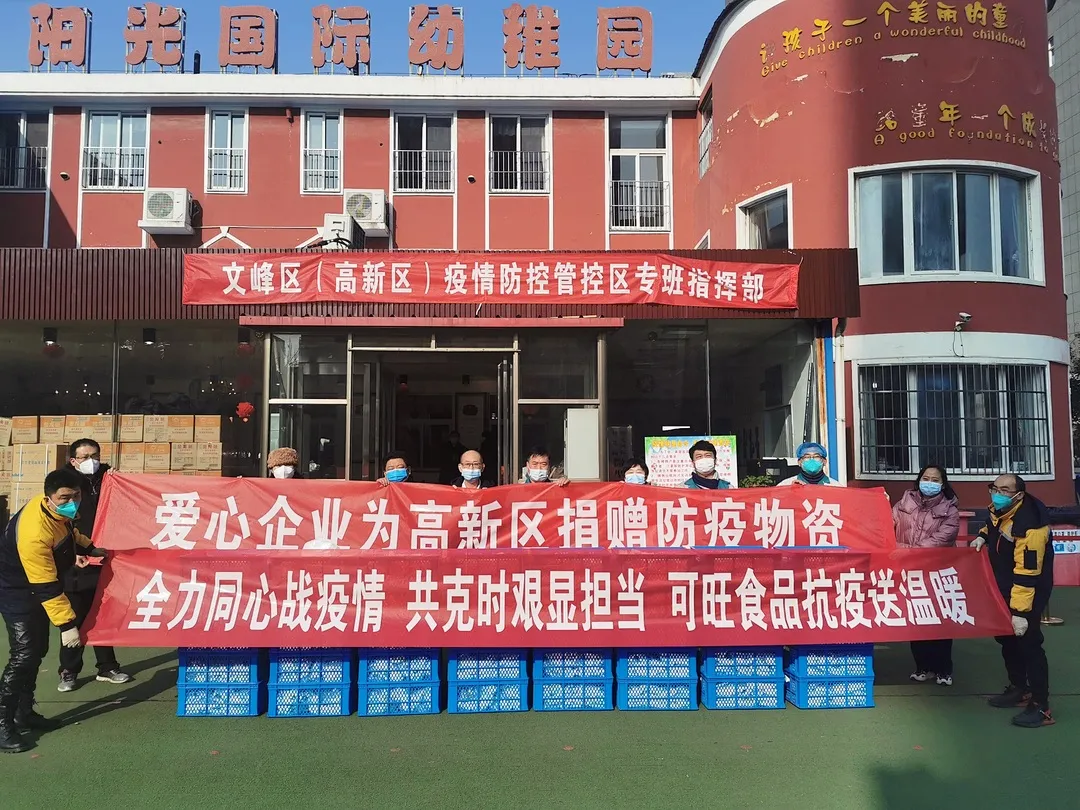 阳光国际幼稚园
让孩子一个美丽的童
Give children a wonderful childhood
给童年一个成
A good foundation to
文峰区（高新区）疫情防控管控区专班指挥部
爱心企业为高新区捐赠防疫物资
全力同心战疫情 共克时艰显担当 可旺食品抗疫送温暖